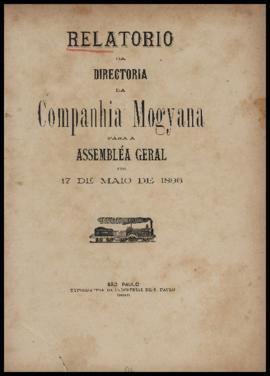 RELATORIO
DA
DIRECTORIA
DA
Companhia Mogyana
PARA A
ASSEMBLÉA GERAL
DE
17 DE MAIO DE 1896
SÃO PAULO